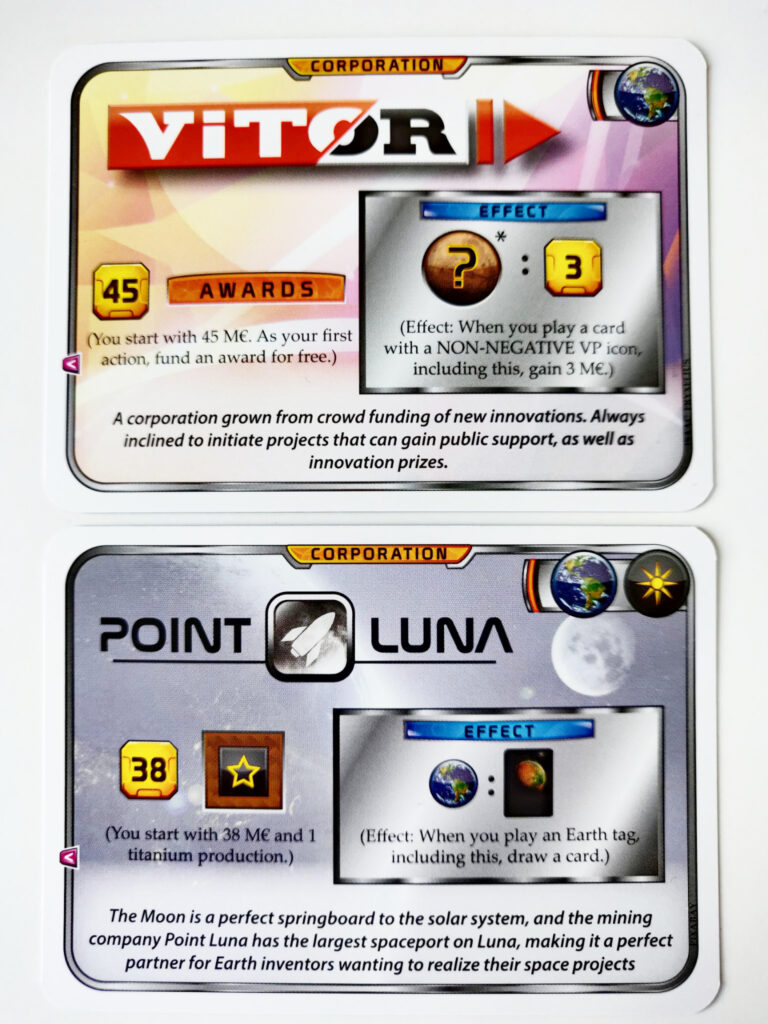 CORPORATION
ViTOR
EFFECT
?
*
:
3
45
AWARDS
(You start with 45 M€. As your first
action, fund an award for free.)
(Effect: When you play a card
with a NON-NEGATIVE VP icon,
including this, gain 3 M€.)
A corporation grown from crowd funding of new innovations. Always
inclined to initiate projects that can gain public support, as well as
innovation prizes.
CORPORATION
POINT LUNA
EFFECT
:
38
(You start with 38 M€ and 1
titanium production.)
(Effect: When you play an Earth tag,
including this, draw a card.)
The Moon is a perfect springboard to the solar system, and the mining
company Point Luna has the largest spaceport on Luna, making it a perfect
partner for Earth inventors wanting to realize their space projects